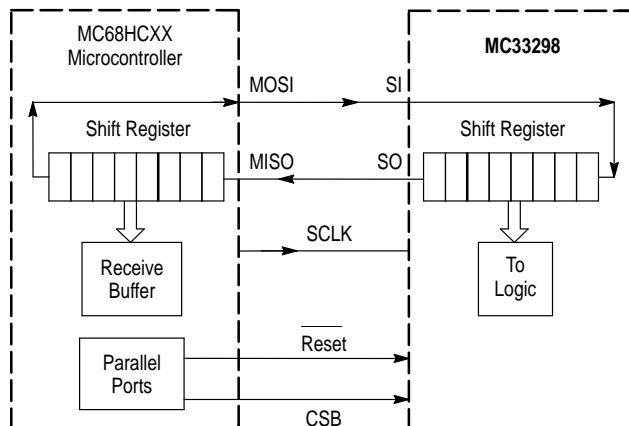 MC68HCXX
Microcontroller
MC33298
MOSI
SI
Shift Register
Shift Register
MISO
SO
SCLK
Receive
Buffer
To
Logic
Parallel
Ports
Reset
CSB